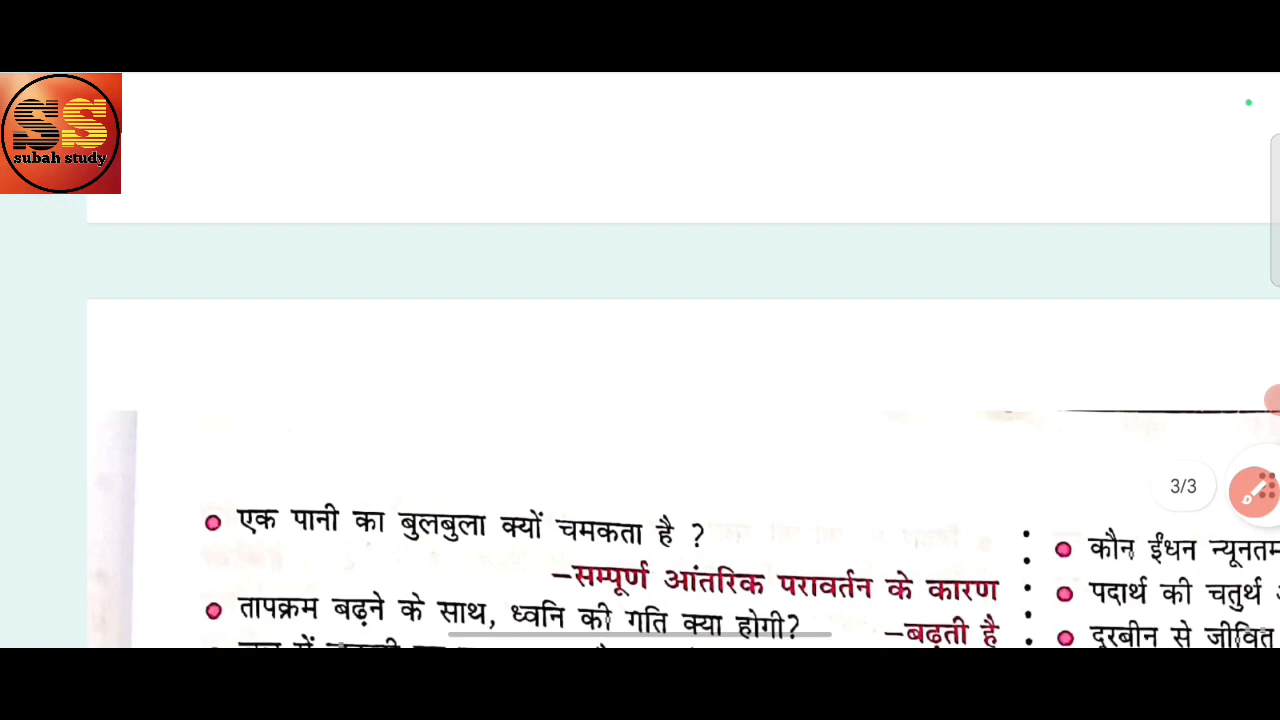 SS
subah study
3/3
एक पानी का बुलबुला क्यों चमकता है ?
–सम्पूर्ण आंतरिक परावर्तन के कारण
तापक्रम बढ़ने के साथ, ध्वनि की गति क्या होगी?
–बढ़ती है
कौन ईंधन न्यूनतम
पदार्थ की चतुर्थ
दूरबीन से जीवित